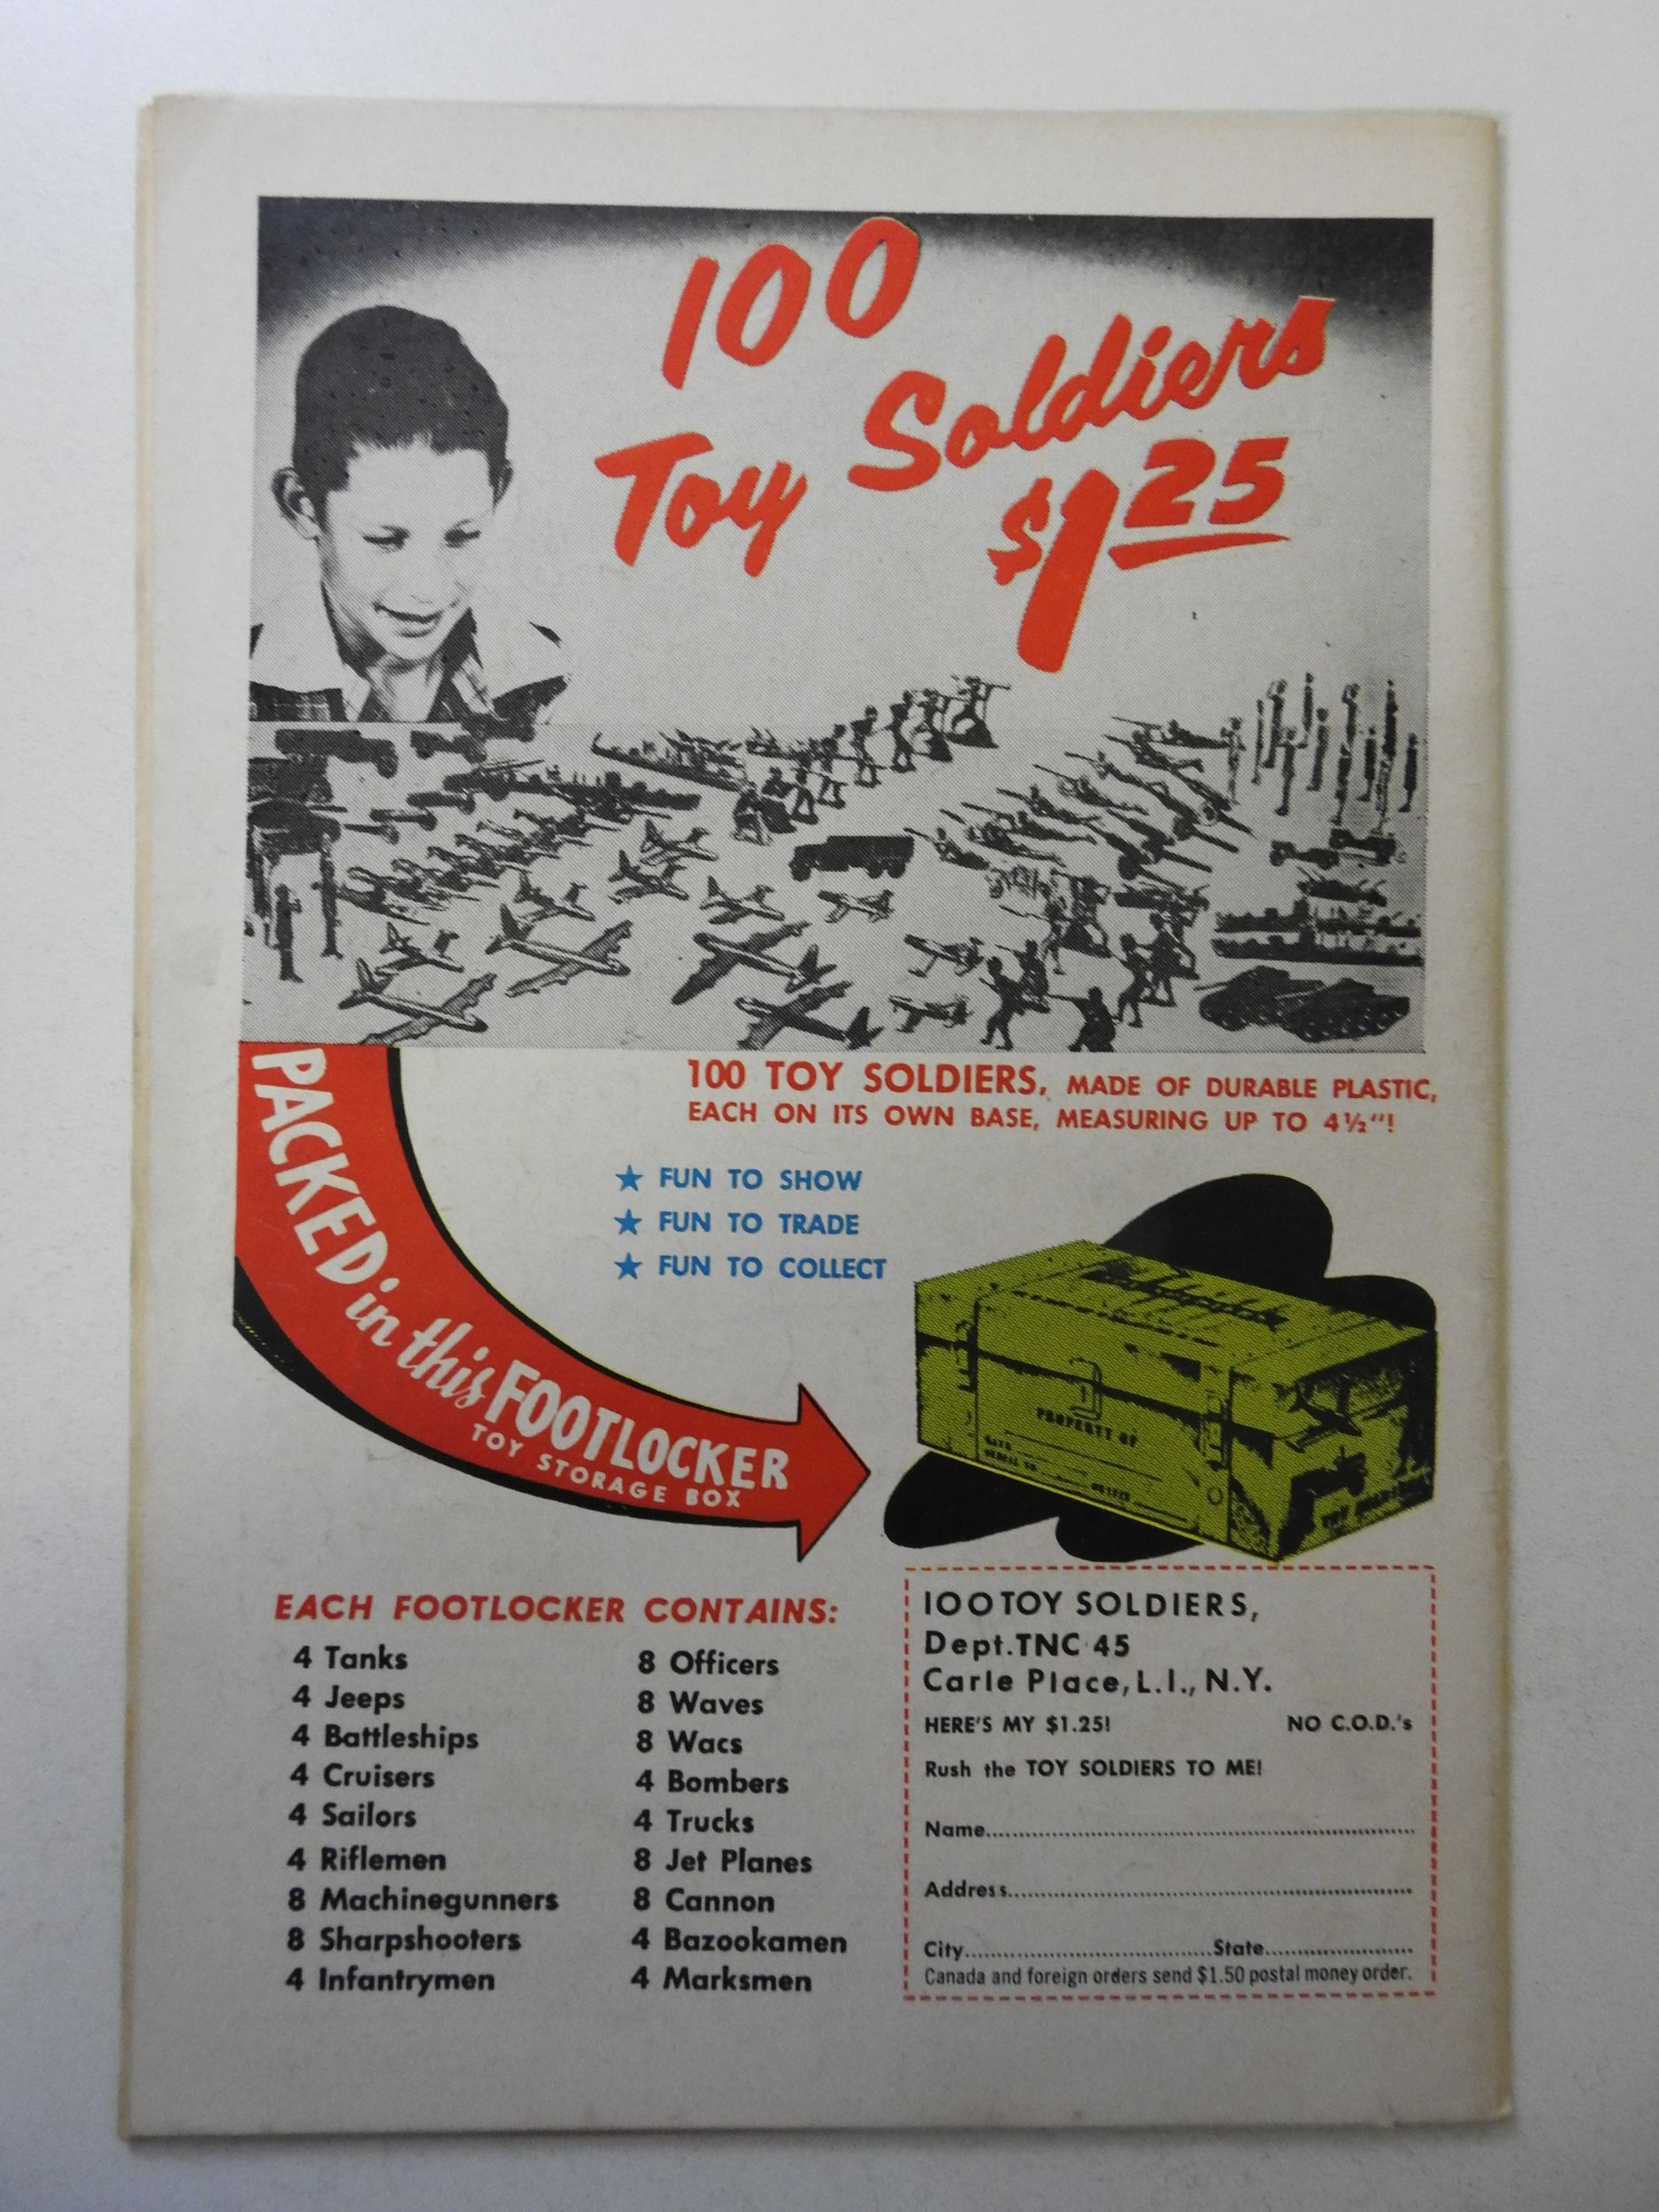 100
Toy Soldiers
$1 25
100 TOY SOLDIERS, MADE OF DURABLE PLASTIC,
EACH ON ITS OWN BASE, MEASURING UP TO 4½"!
PACKED in this FOOTLOCKER
TOY STORAGE BOX
★ FUN TO SHOW
★ FUN TO TRADE
★ FUN TO COLLECT
PROPERTY OF
EACH FOOTLOCKER CONTAINS:
4 Tanks
4 Jeeps
4 Battleships
4 Cruisers
4 Sailors
4 Riflemen
8 Machinegunners
8 Sharpshooters
4 Infantrymen
8 Officers
8 Waves
8 Wacs
4 Bombers
4 Trucks
8 Jet Planes
8 Cannon
4 Bazookamen
4 Marksmen
100 TOY SOLDIERS,
Dept. TNC 45
Carle Place, L.I., N.Y.
HERE'S MY $1.25! NO C.O.D.'s
Rush the TOY SOLDIERS TO ME!
Name
Address
City State
Canada and foreign orders send $1.50 postal money order.